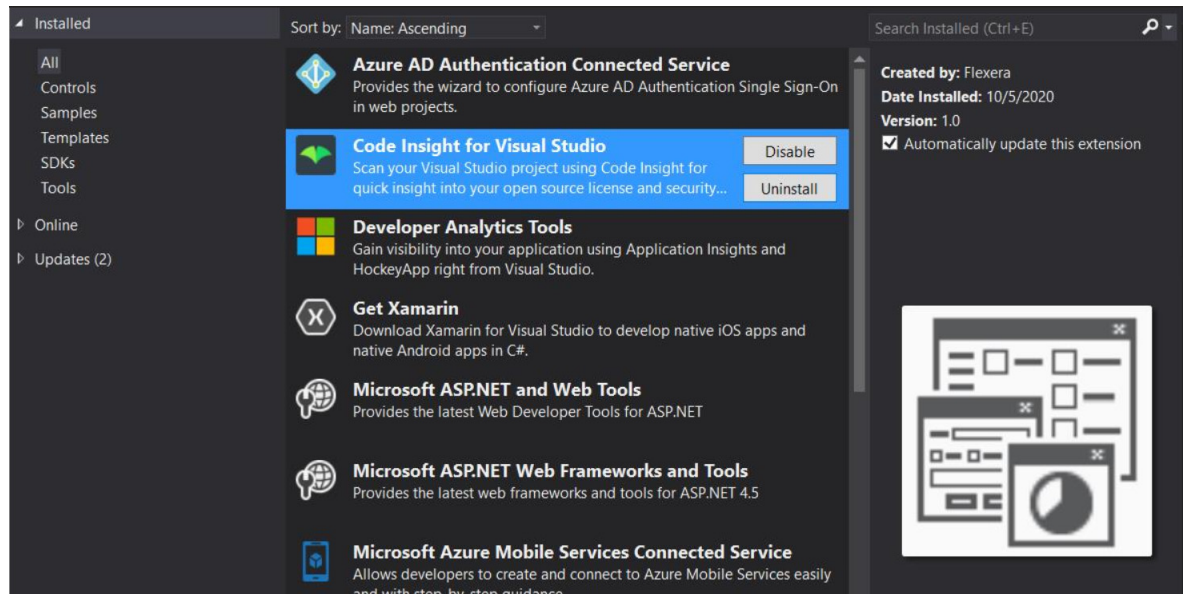 Installed
All
Controls
Samples
Templates
SDKs
Tools
Online
Updates (2)
Sort by: Name: Ascending
Azure AD Authentication Connected Service
Provides the wizard to configure Azure AD Authentication Single Sign-On
in web projects.
Code Insight for Visual Studio
Scan your Visual Studio project using Code Insight for
quick insight into your open source license and security...
Disable
Uninstall
Developer Analytics Tools
Gain visibility into your application using Application Insights and
HockeyApp right from Visual Studio.
Get Xamarin
Download Xamarin for Visual Studio to develop native iOS apps and
native Android apps in C#.
Microsoft ASP.NET and Web Tools
Provides the latest Web Developer Tools for ASP.NET
Microsoft ASP.NET Web Frameworks and Tools
Provides the latest web frameworks and tools for ASP.NET 4.5
Microsoft Azure Mobile Services Connected Service
Allows developers to create and connect to Azure Mobile Services easily
and with step-by-step guidance.
Search Installed (Ctrl+E)
Created by: Flexera
Date Installed: 10/5/2020
Version: 1.0
Automatically update this extension